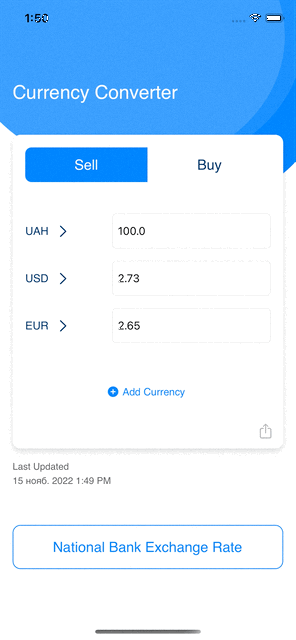 1:50
Currency Converter
Sell Buy
UAH 100.0
USD 2.73
EUR 2.65
Add Currency
Last Updated
15 нояб. 2022 1:49 PM
National Bank Exchange Rate